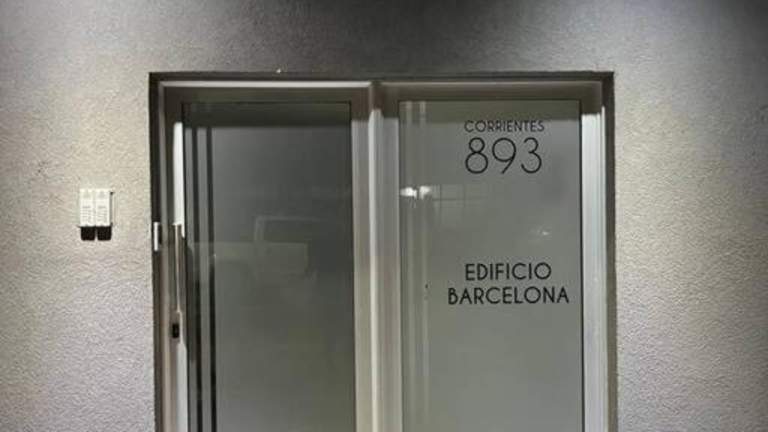 CORRIENTES
893
EDIFICIO
BARCELONA